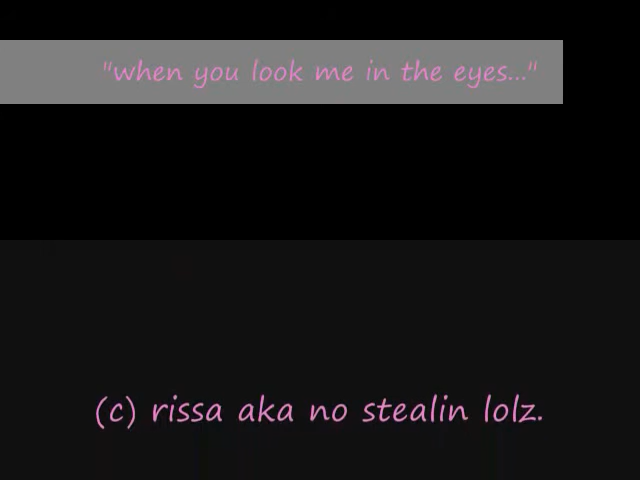 "when you look me in the eyes..."
(c) rissa aka no stealin lolz.